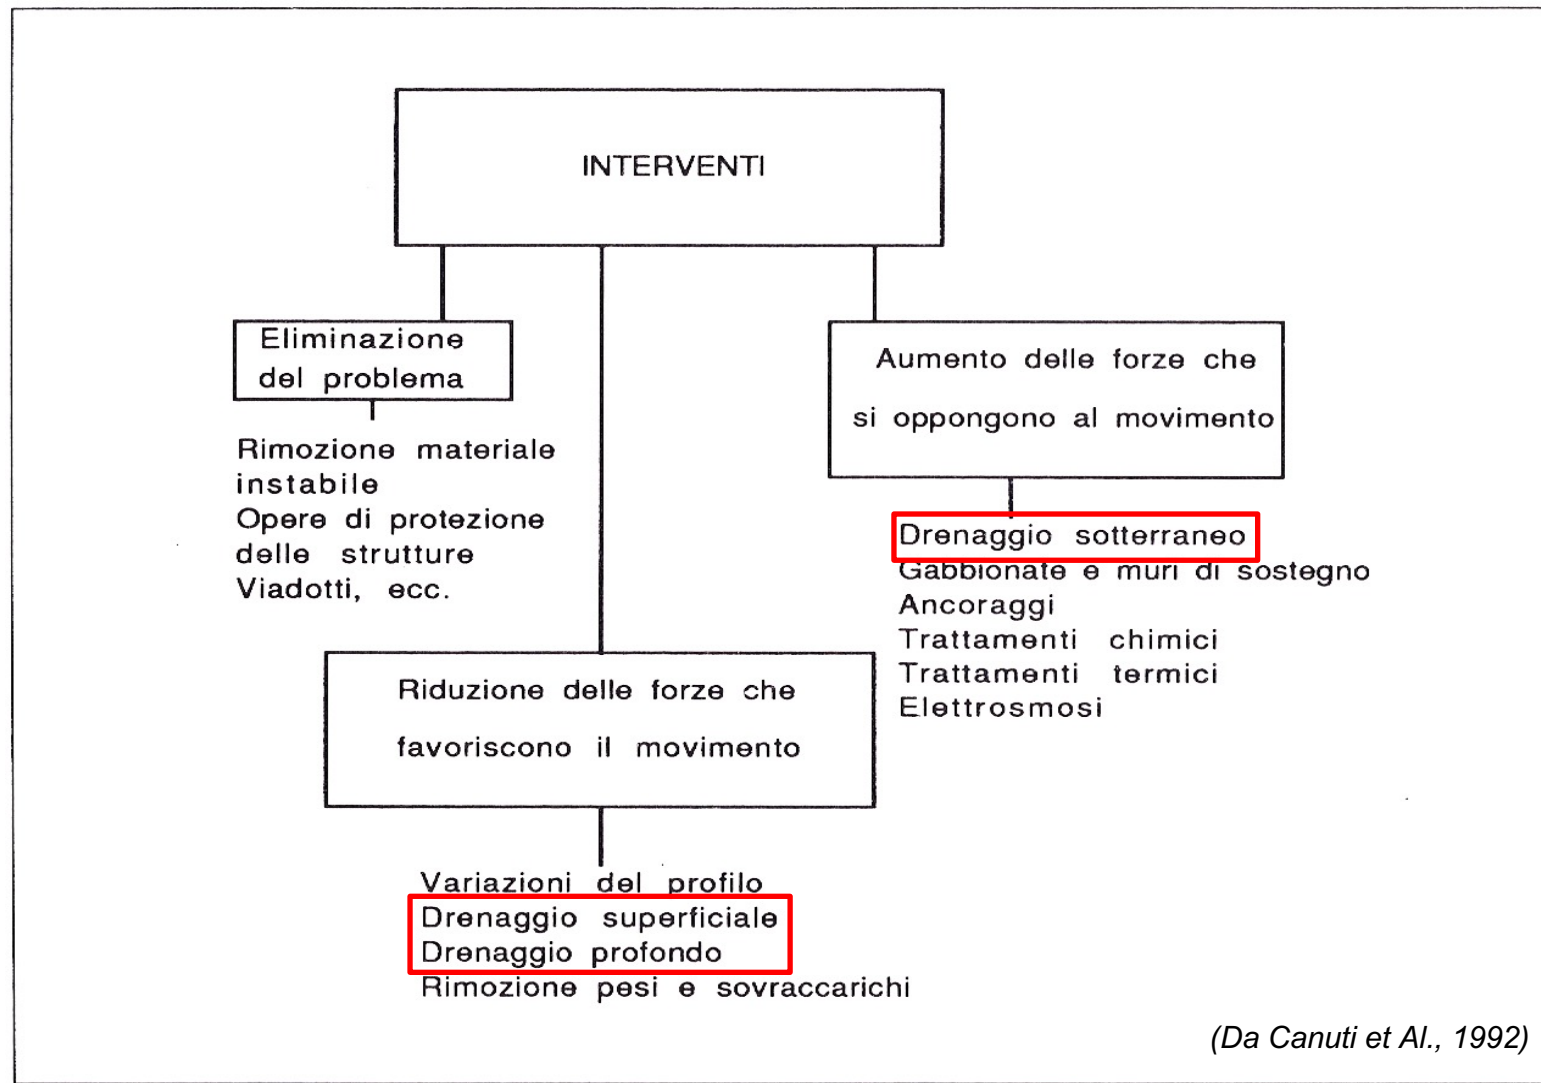 INTERVENTI
Eliminazione
del problema
Rimozione materiale
instabile
Opere di protezione
delle strutture
Viadotti, ecc.
Riduzione delle forze che
favoriscono il movimento
Variazioni del profilo
Drenaggio superficiale
Drenaggio profondo
Rimozione pesi e sovraccarichi
Aumento delle forze che
si oppongono al movimento
Drenaggio sotterraneo
Gabbionate e muri di sostegno
Ancoraggi
Trattamenti chimici
Trattamenti termici
Elettrosmosi
(Da Canuti et Al., 1992)